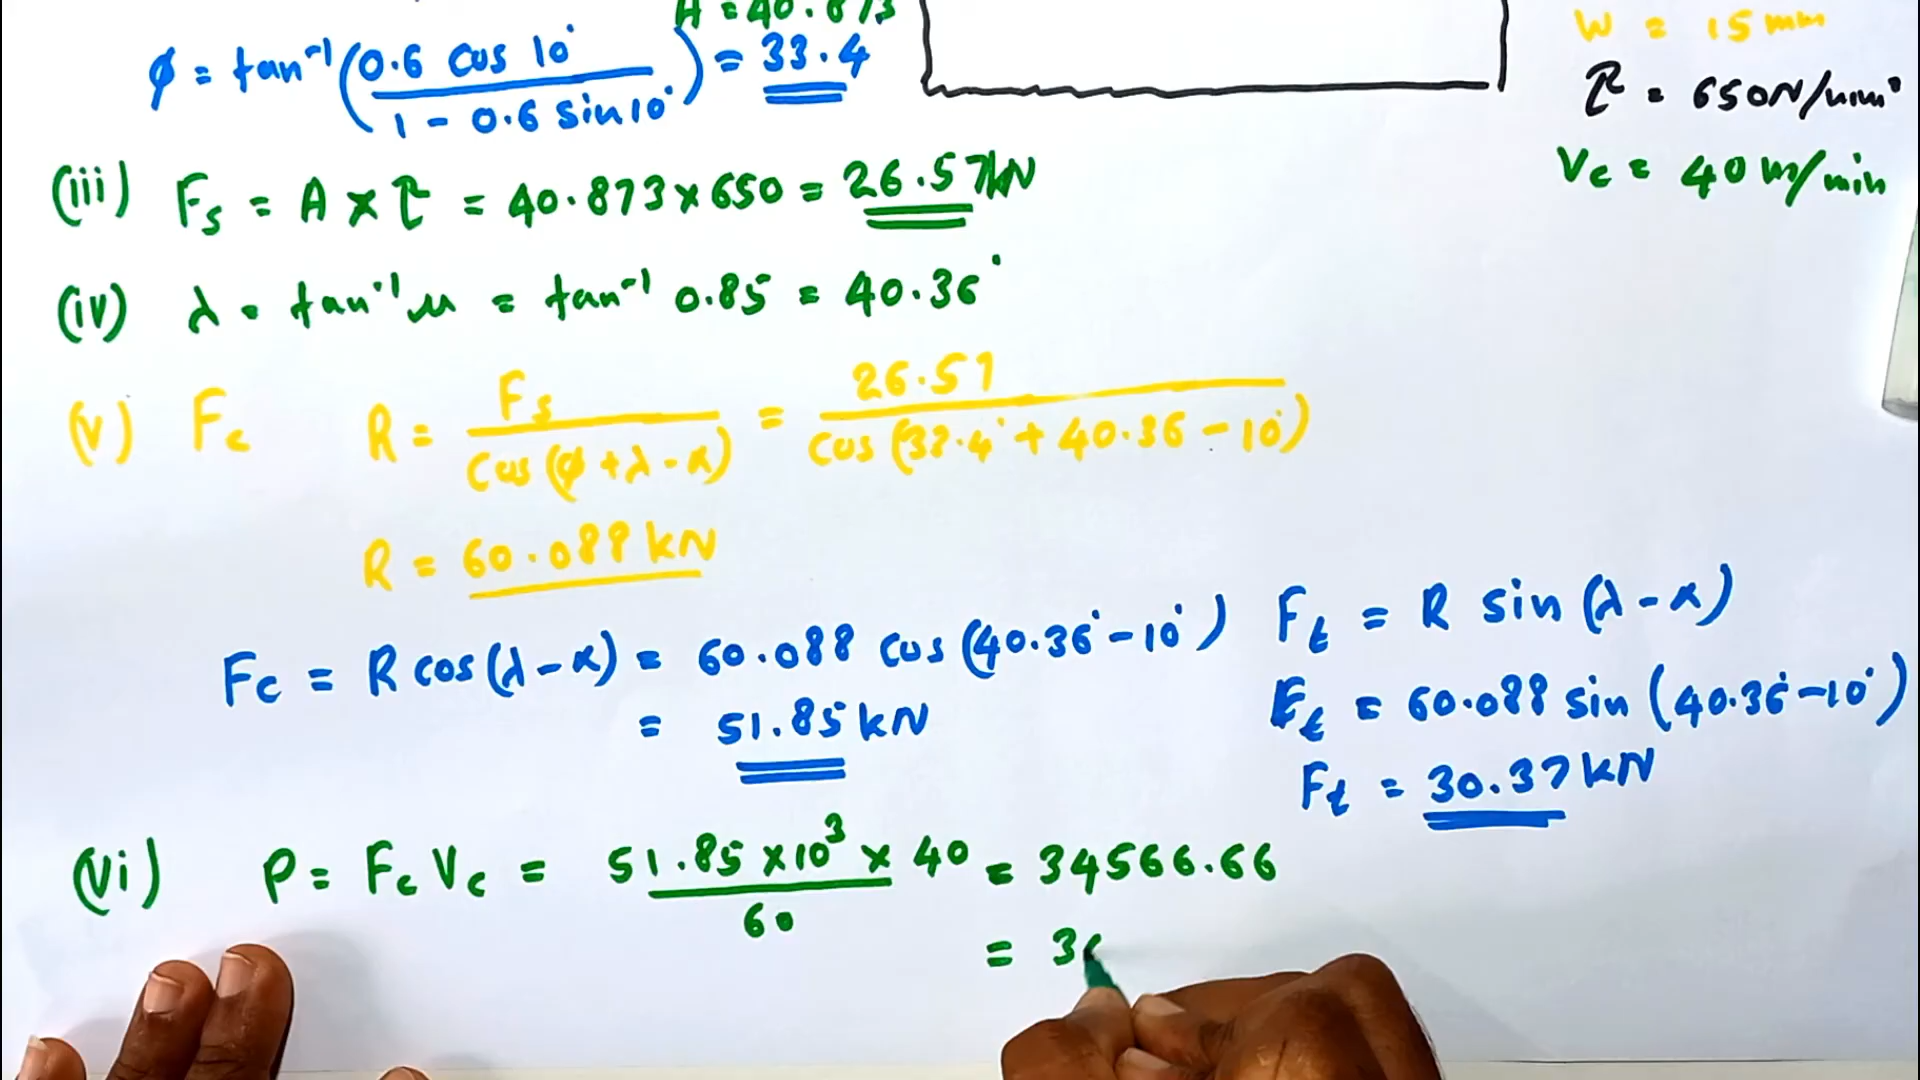 A = 40.873
ϕ = tan⁻¹ (0.6 cos 10° / 1 - 0.6 sin 10°) = 33.4
W = 15 mm
τ = 650N/mm²
Vc = 40 m/min
(iii) Fs = A × τ = 40.873 × 650 = 26.57kN
(iv) λ = tan⁻¹ μ = tan⁻¹ 0.85 = 40.36°
(v) Fc R = Fs / cos (ϕ + λ - α) = 26.57 / cos (33.4° + 40.36 - 10°)
R = 60.088 kN
Fc = R cos(λ - α) = 60.088 cos (40.36° - 10°)
= 51.85 kN
Ft = R sin (λ - α)
Ft = 60.088 sin (40.36° - 10°)
Ft = 30.37 kN
(vi) P = Fc Vc = 51.85 × 10³ × 40 / 60 = 34566.66
= 3